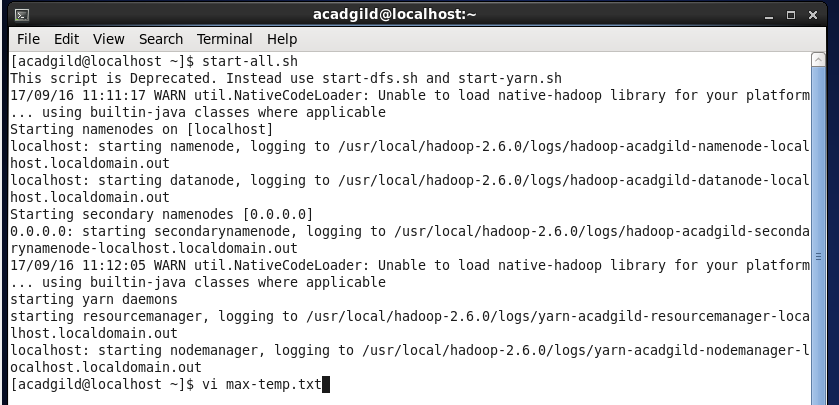 acadgild@localhost:~
File Edit View Search Terminal Help
[acadgild@localhost ~]$ start-all.sh
This script is Deprecated. Instead use start-dfs.sh and start-yarn.sh
17/09/16 11:11:17 WARN util.NativeCodeLoader: Unable to load native-hadoop library for your platform
... using builtin-java classes where applicable
Starting namenodes on [localhost]
localhost: starting namenode, logging to /usr/local/hadoop-2.6.0/logs/hadoop-acadgild-namenode-local
host.localdomain.out
localhost: starting datanode, logging to /usr/local/hadoop-2.6.0/logs/hadoop-acadgild-datanode-local
host.localdomain.out
Starting secondary namenodes [0.0.0.0]
0.0.0.0: starting secondarynamenode, logging to /usr/local/hadoop-2.6.0/logs/hadoop-acadgild-seconda
rynamenode-localhost.localdomain.out
17/09/16 11:12:05 WARN util.NativeCodeLoader: Unable to load native-hadoop library for your platform
... using builtin-java classes where applicable
starting yarn daemons
starting resourcemanager, logging to /usr/local/hadoop-2.6.0/logs/yarn-acadgild-resourcemanager-loca
lhost.localdomain.out
localhost: starting nodemanager, logging to /usr/local/hadoop-2.6.0/logs/yarn-acadgild-nodemanager-l
ocalhost.localdomain.out
[acadgild@localhost ~]$ vi max-temp.txt